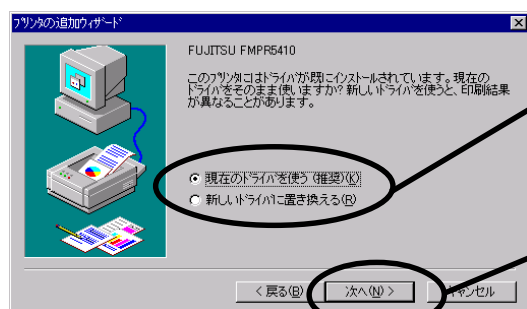 プリンタの追加ウィザード
FUJITSU FMPR5410
このプリンタにはドライバが既にインストールされています。現在の
ドライバをそのまま使いますか? 新しいドライバを使うと、印刷結果
が異なることがあります。
現在のドライバを使う (推奨)(K)
新しいドライバに置き換える(R)
< 戻る(B)
次へ(N) >
キャンセル